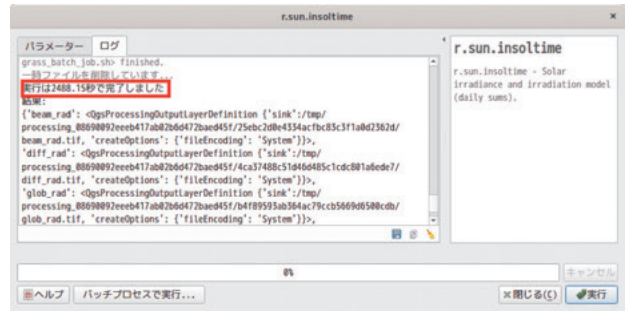 r.sun.insoltime
×
パラメーター ログ
grass_batch_job.sh> finished.
一時ファイルを削除しています...
実行は2488.15秒で完了しました
結果:
{'beam_rad': <QgsProcessingOutputLayerDefinition {'sink':/tmp/
processing_08690092eeeb417ab02b6d472baed45f/25ebc2d0e4334acfbc83c3f1a0d2362d/
beam_rad.tif, 'createOptions': {'fileEncoding': 'System'}}>,
'diff_rad': <QgsProcessingOutputLayerDefinition {'sink':/tmp/
processing_08690092eeeb417ab02b6d472baed45f/4ca37488c51d46d485c1cdc801a6ede7/
diff_rad.tif, 'createOptions': {'fileEncoding': 'System'}}>,
'glob_rad': <QgsProcessingOutputLayerDefinition {'sink':/tmp/
processing_08690092eeeb417ab02b6d472baed45f/b4f89593ab364ac79ccb5669d6500cdb/
glob_rad.tif, 'createOptions': {'fileEncoding': 'System'}}>,
r.sun.insoltime
r.sun.insoltime - Solar
irradiance and irradiation model
(daily sums).
0%
キャンセル
ヘルプ バッチプロセスで実行... ×閉じる(C) 実行